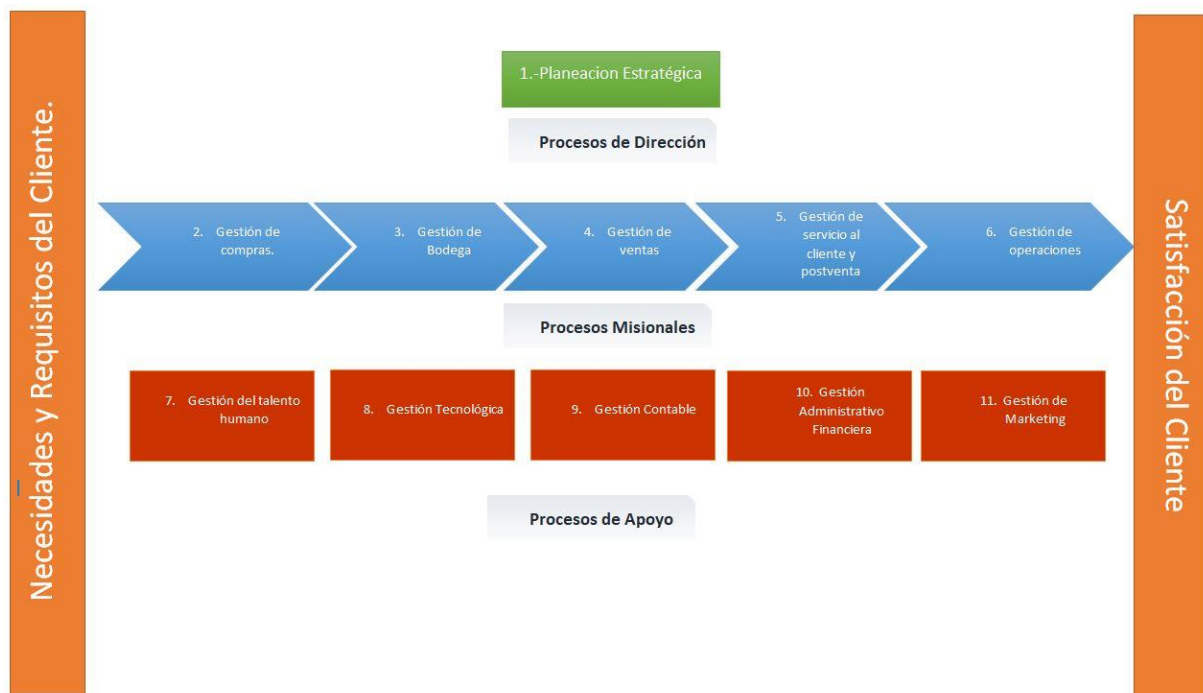 Necesidades y Requisitos del Cliente.
1.-Planeacion Estratégica
Procesos de Dirección
2. Gestión de
compras.
3. Gestión de
Bodega
4. Gestión de
ventas
5. Gestión de
servicio al
cliente y
postventa
6. Gestión de
operaciones
Procesos Misionales
7. Gestión del talento
humano
8. Gestión Tecnológica
9. Gestión Contable
10. Gestión
Administrativo
Financiera
11. Gestión de
Marketing
Procesos de Apoyo
Satisfacción del Cliente